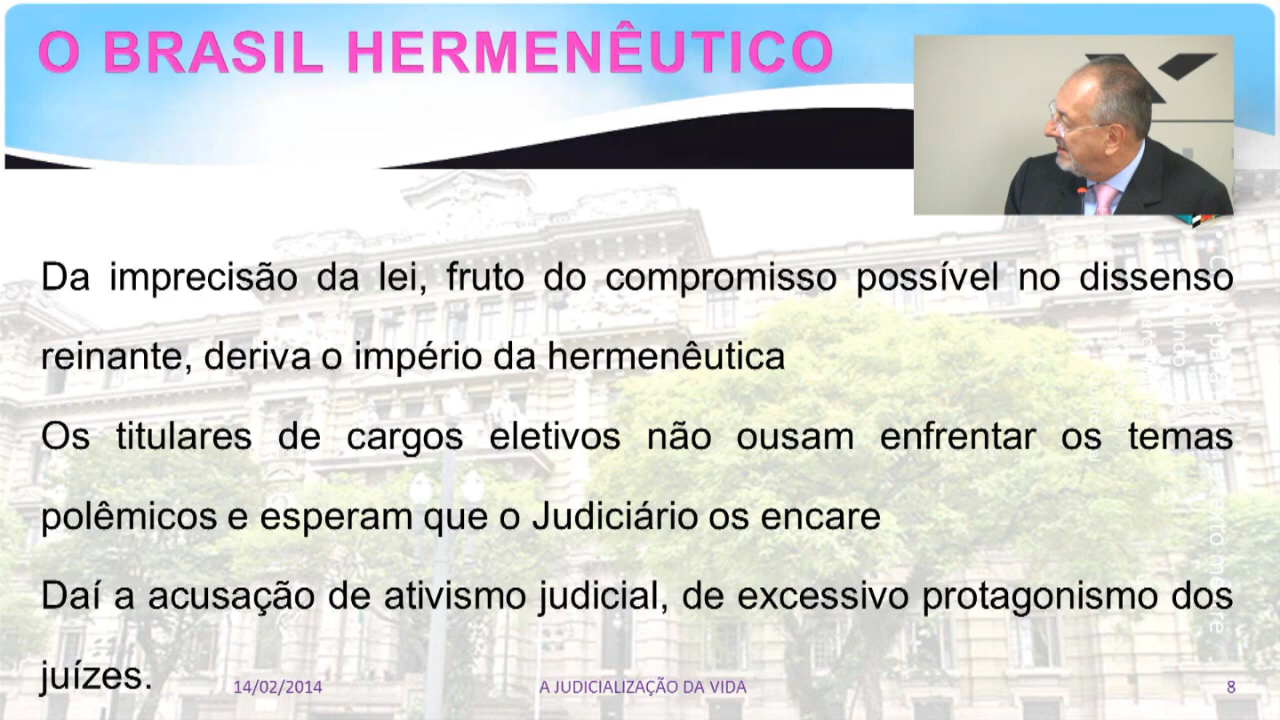 O BRASIL HERMENÊUTICO
Da imprecisão da lei, fruto do compromisso possível no dissenso
reinante, deriva o império da hermenêutica
Os titulares de cargos eletivos não ousam enfrentar os temas
polêmicos e esperam que o Judiciário os encare
Daí a acusação de ativismo judicial, de excessivo protagonismo dos
juízes.
14/02/2014
A JUDICIALIZAÇÃO DA VIDA
8